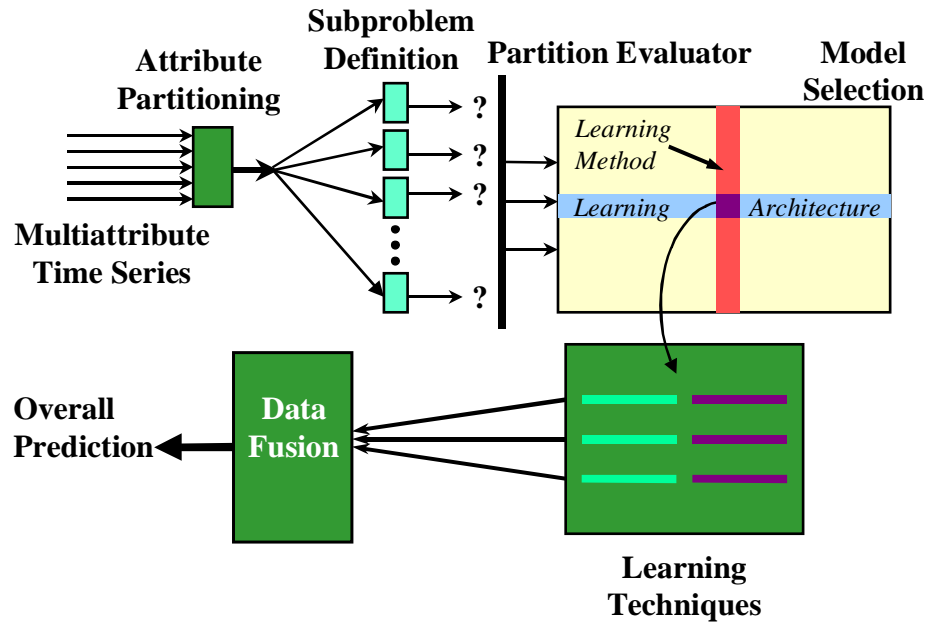 Subproblem
Definition
Attribute
Partitioning
Partition Evaluator
Model
Selection
?
?
?
?
Learning
Method
Learning
Architecture
Multiattribute
Time Series
Overall
Prediction
Data
Fusion
Learning
Techniques